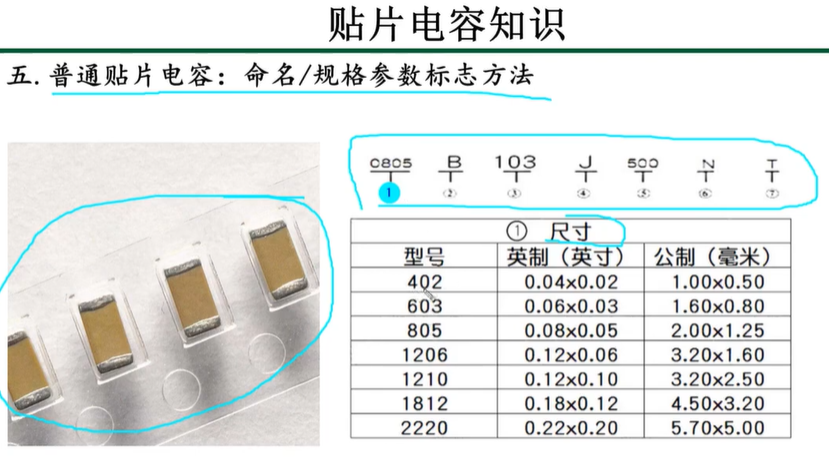 贴片电容知识
五.普通贴片电容：命名/规格参数标志方法
0805 B 103 J 500 N T
① ② ③ ④ ⑤ ⑥ ⑦
① 尺寸
型号 英制（英寸） 公制（毫米）
402 0.04x0.02 1.00x0.50
603 0.06x0.03 1.60x0.80
805 0.08x0.05 2.00x1.25
1206 0.12x0.06 3.20x1.60
1210 0.12x0.10 3.20x2.50
1812 0.18x0.12 4.50x3.20
2220 0.22x0.20 5.70x5.00